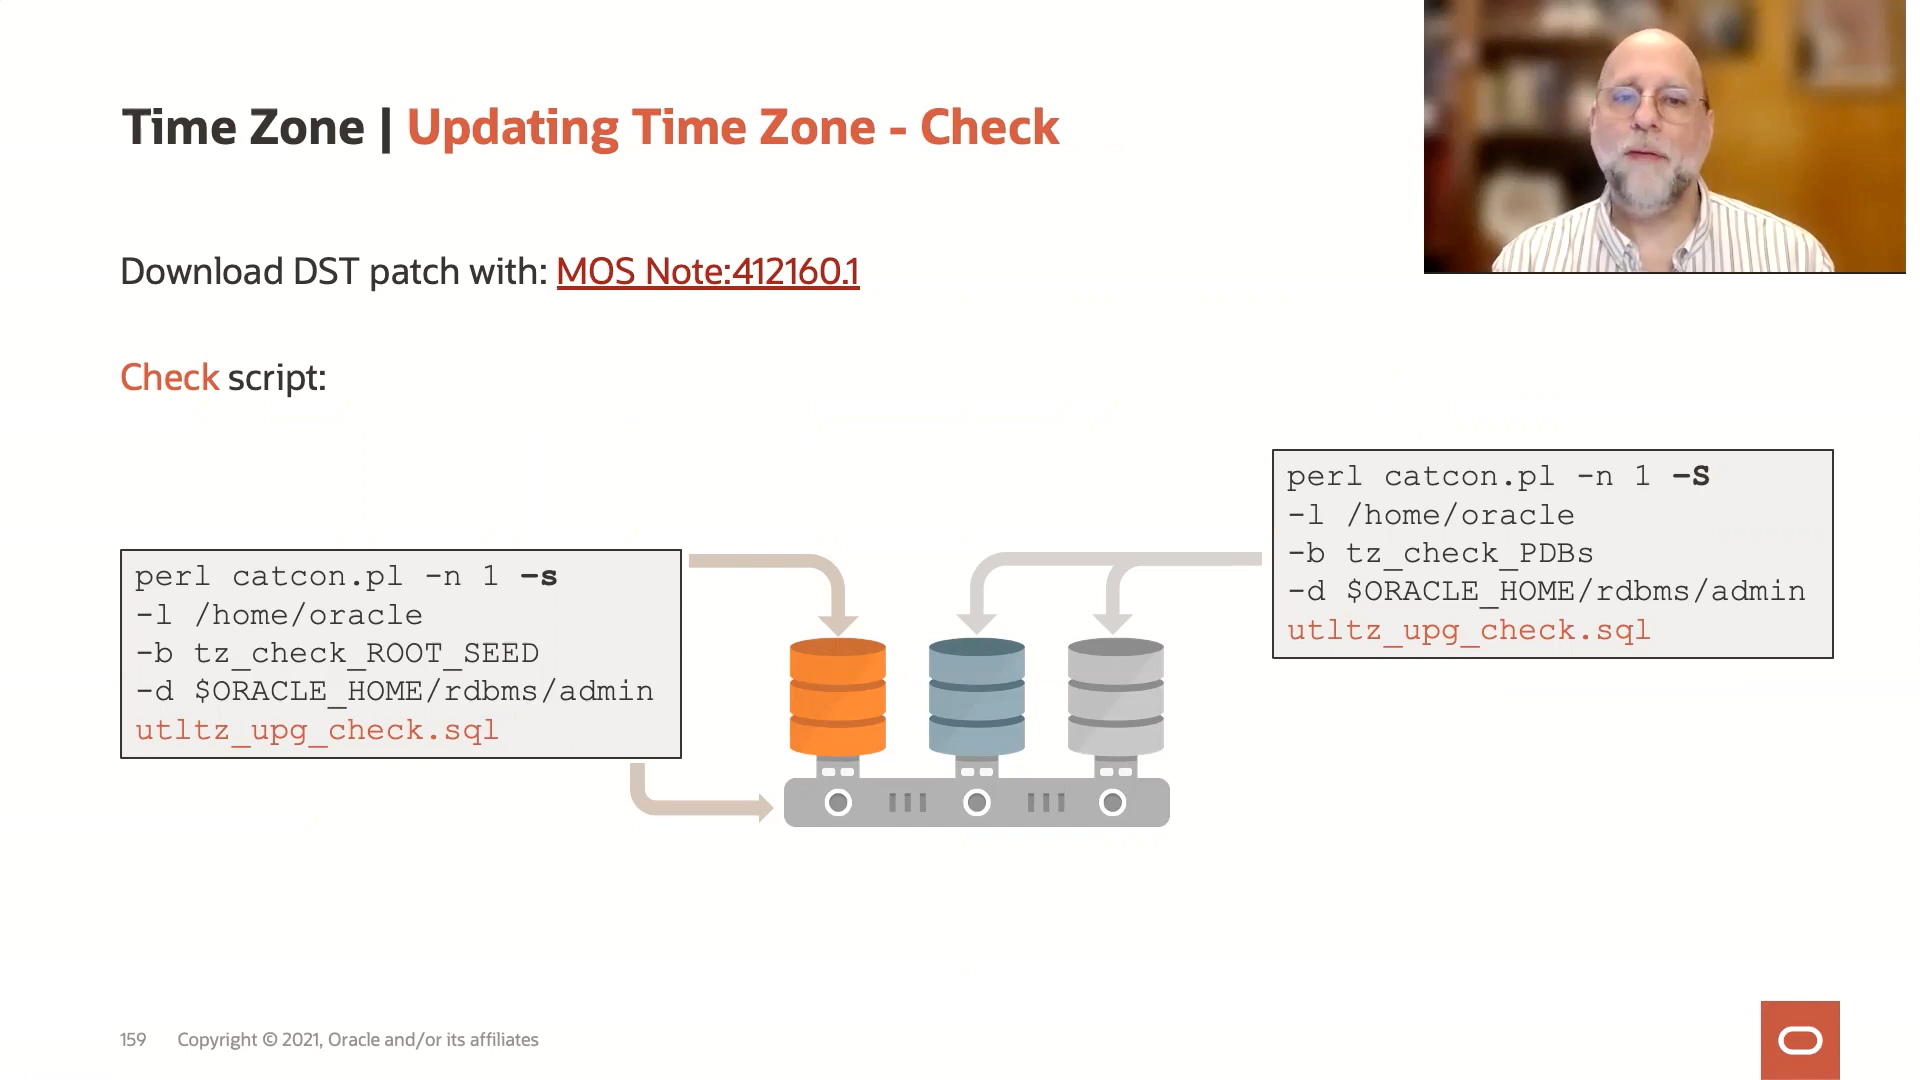 Time Zone | Updating Time Zone - Check
Download DST patch with: MOS Note:412160.1
Check script:
perl catcon.pl -n 1 –S
-l /home/oracle
-b tz_check_PDBs
-d $ORACLE_HOME/rdbms/admin
utltz_upg_check.sql
perl catcon.pl -n 1 –s
-l /home/oracle
-b tz_check_ROOT_SEED
-d $ORACLE_HOME/rdbms/admin
utltz_upg_check.sql
159 Copyright © 2021, Oracle and/or its affiliates